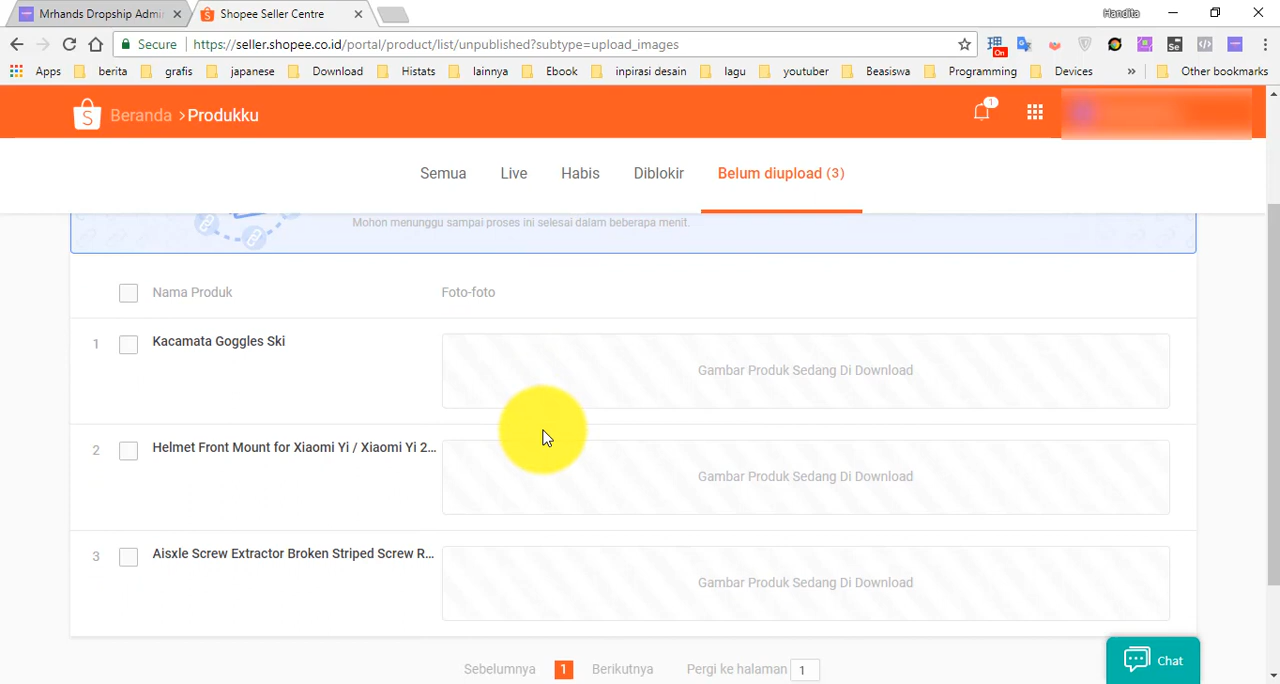 Mrhands Dropship Admi
Shopee Seller Centre
Handita
Secure
https://seller.shopee.co.id/portal/product/list/unpublished?subtype=upload_images
On
Se
Apps
berita
grafis
japanese
Download
Histats
lainnya
Ebook
inpirasi desain
lagu
youtuber
Beasiswa
Programming
Devices
»
Other bookmarks
S
Beranda >Produkku
1
Semua
Live
Habis
Diblokir
Belum diupload (3)
Mohon menunggu sampai proses ini selesai dalam beberapa menit.
Nama Produk
Foto-foto
1
Kacamata Goggles Ski
Gambar Produk Sedang Di Download
2
Helmet Front Mount for Xiaomi Yi / Xiaomi Yi 2...
Gambar Produk Sedang Di Download
3
Aisxle Screw Extractor Broken Striped Screw R...
Gambar Produk Sedang Di Download
Sebelumnya
1
Berikutnya
Pergi ke halaman
1
Chat